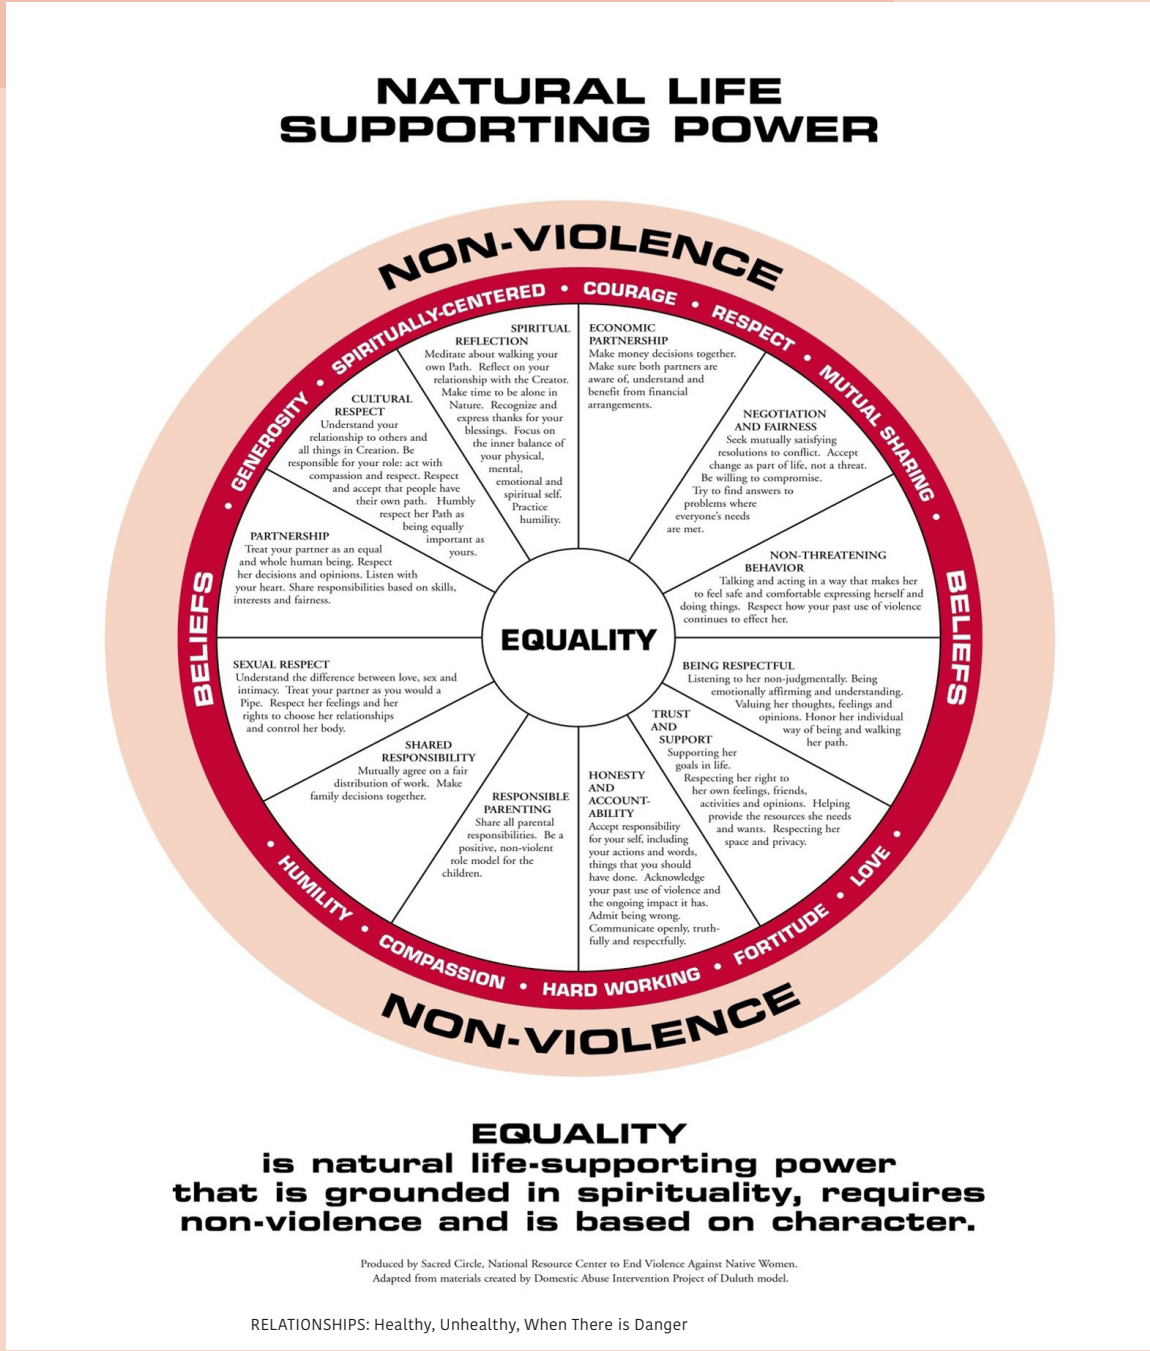 NATURAL LIFE
SUPPORTING POWER
NON-VIOLENCE
• GENEROSITY • SPIRITUALLY-CENTERED • COURAGE • RESPECT • MUTUAL SHARING •
BELIEFS
BELIEFS
SPIRITUAL
REFLECTION
Meditate about walking your
own Path. Reflect on your
relationship with the Creator.
Make time to be alone in
Nature. Recognize and
express thanks for your
blessings. Focus on
the inner balance of
your physical,
mental,
emotional and
spiritual self.
Practice
humility.
ECONOMIC
PARTNERSHIP
Make money decisions together.
Make sure both partners are
aware of, understand and
benefit from financial
arrangements.
NEGOTIATION
AND FAIRNESS
Seek mutually satisfying
resolutions to conflict. Accept
change as part of life, not a threat.
Be willing to compromise.
Try to find answers to
problems where
everyone's needs
are met.
NON-THREATENING
BEHAVIOR
Talking and acting in a way that makes her
to feel safe and comfortable expressing herself and
doing things. Respect how your past use of violence
continues to effect her.
BEING RESPECTFUL
Listening to her non-judgmentally. Being
emotionally affirming and understanding.
Valuing her thoughts, feelings and
opinions. Honor her individual
way of being and walking
her path.
TRUST
AND
SUPPORT
Supporting her
goals in life.
Respecting her right to
her own feelings, friends,
activities and opinions. Helping
provide the resources she needs
and wants. Respecting her
space and privacy.
HONESTY
AND
ACCOUNT-
ABILITY
Accept responsibility
for your self, including
your actions and words,
things that you should
have done. Acknowledge
your past use of violence and
the ongoing impact it has.
Admit being wrong.
Communicate openly, truth-
fully and respectfully.
RESPONSIBLE
PARENTING
Share all parental
responsibilities. Be a
positive, non-violent
role model for the
children.
SHARED
RESPONSIBILITY
Mutually agree on a fair
distribution of work. Make
family decisions together.
SEXUAL RESPECT
Understand the difference between love, sex and
intimacy. Treat your partner as you would a
Pipe. Respect her feelings and her
rights to choose her relationships
and control her body.
PARTNERSHIP
Treat your partner as an equal
and whole human being. Respect
her decisions and opinions. Listen with
your heart. Share responsibilities based on skills,
interests and fairness.
CULTURAL
RESPECT
Understand your
relationship to others and
all things in Creation. Be
responsible for your role: act with
compassion and respect. Respect
and accept that people have
their own path. Humbly
respect her Path as
being equally
important as
yours.
EQUALITY
• HUMILITY • COMPASSION • HARD WORKING • FORTITUDE • LOVE •
NON-VIOLENCE
EQUALITY
is natural life-supporting power
that is grounded in spirituality, requires
non-violence and is based on character.
Produced by Sacred Circle, National Resource Center to End Violence Against Native Women.
Adapted from materials created by Domestic Abuse Intervention Project of Duluth model.
RELATIONSHIPS: Healthy, Unhealthy, When There is Danger